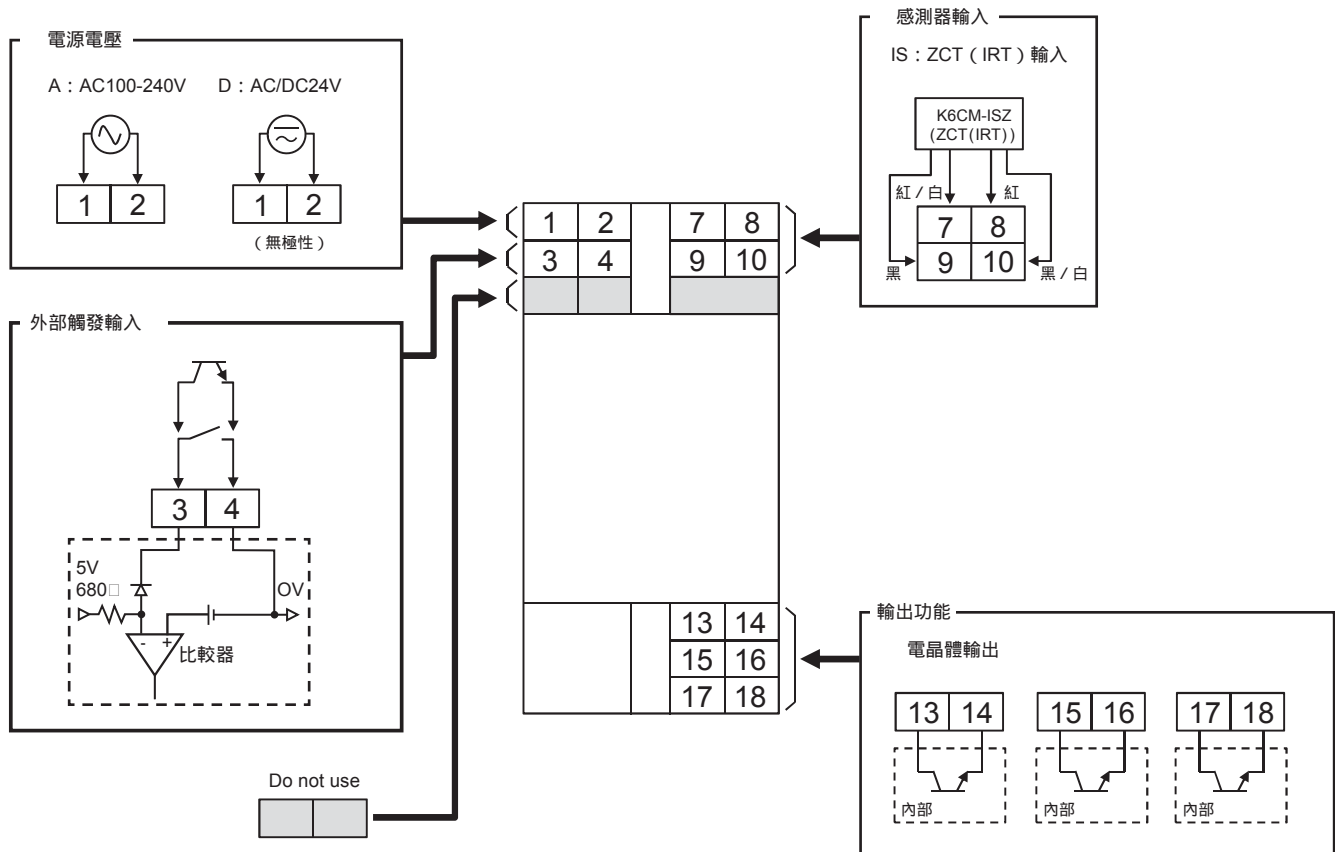 電源電壓
A：AC100-240V D：AC/DC24V
1 2
1 2
（無極性）
外部觸發輸入
3 4
5V
680□
OV
- +
比較器
Do not use
1 2 7 8
3 4 9 10
13 14
15 16
17 18
感測器輸入
IS：ZCT（IRT）輸入
K6CM-ISZ
(ZCT(IRT))
紅／白 紅
7 8
9 10
黑 黑／白
輸出功能
電晶體輸出
13 14
15 16
17 18
內部
內部
內部